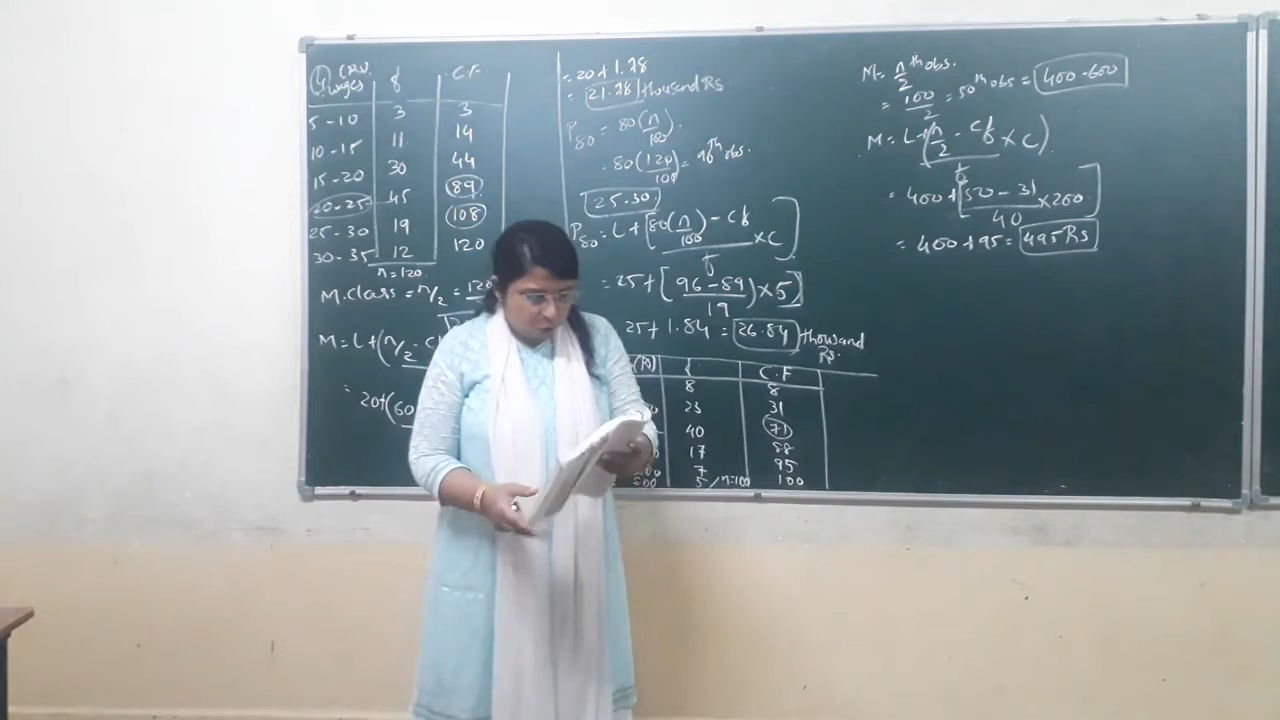 ④ wages f C.F.
5-10 3 3
10-15 11 14
15-20 30 44
20-25 45 89
25-30 19 108
30-35 12 120
n=120
M.class = n/2 = 120
M = L+(n/2 - cf
= 20+(60
= 20+1.78
= 21.78 thousand Rs
P80 = 80(n/100)
= 80(120/100) = 96th obs.
25-30.
P80 = L+[80(n/100) - cf / f × C]
= 25+[(96-89 / 19) × 5]
25+1.84 = 26.84 thousand Rs.
(Rs) f C.F
8 8
23 31
40 71
17 88
7 95
5 / n=100 100
M = n/2 th obs.
= 100/2 = 50th obs = 400-600
M = L+(n/2 - cf / f × C)
= 400+[50-31 / 40 × 200]
= 400+95 = 495 Rs